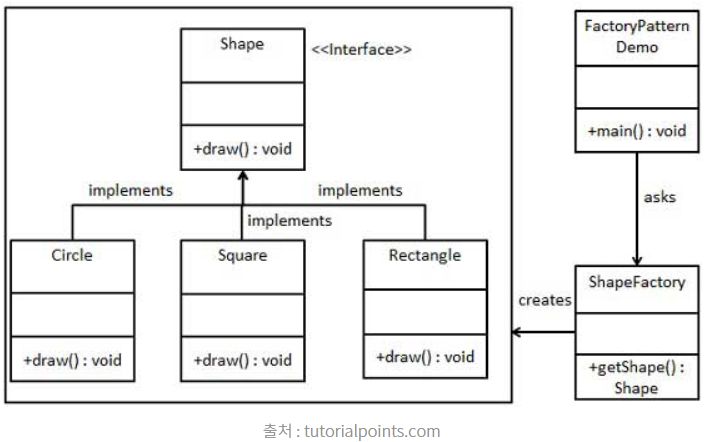 Shape
<<Interface>>
+draw() : void
FactoryPattern
Demo
+main() : void
implements
implements
implements
asks
Circle
+draw() : void
Square
+draw() : void
Rectangle
+draw() : void
creates
ShapeFactory
+getShape() :
Shape
출처 : tutorialpoints.com